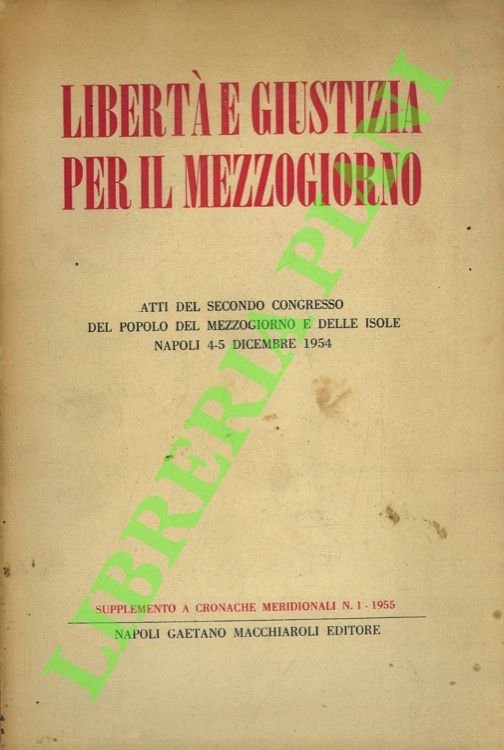 LIBERTÀ E GIUSTIZIA
PER IL MEZZOGIORNO
ATTI DEL SECONDO CONGRESSO
DEL POPOLO DEL MEZZOGIORNO E DELLE ISOLE
NAPOLI 4-5 DICEMBRE 1954
SUPPLEMENTO A CRONACHE MERIDIONALI N. 1 - 1955
NAPOLI GAETANO MACCHIAROLI EDITORE
LIBRERIA PIANI